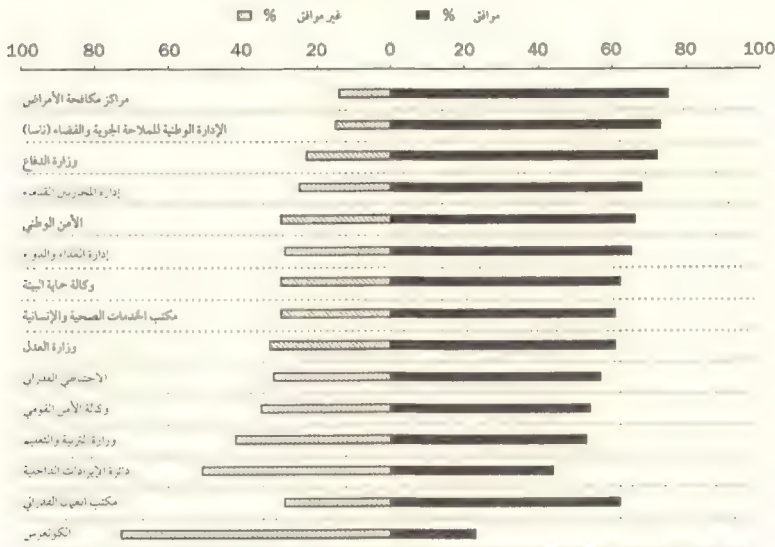 موافق % غير موافق %
100 80 60 40 20 0 20 40 60 80 100
مراكز مكافحة الأمراض
الإدارة الوطنية للملاحة الجوية والفضاء (ناسا)
وزارة الدفاع
إدارة المحاربين القدماء
الأمن الوطني
إدارة الغذاء والدواء
وكالة حماية البيئة
مكتب الخدمات الصحية والإنسانية
وزارة العدل
الاحتياطي الفدرالي
وكالة الأمن القومي
وزارة التربية والتعليم
دائرة الإيرادات الداخلية
مكتب الفدرالي
الكونغرس